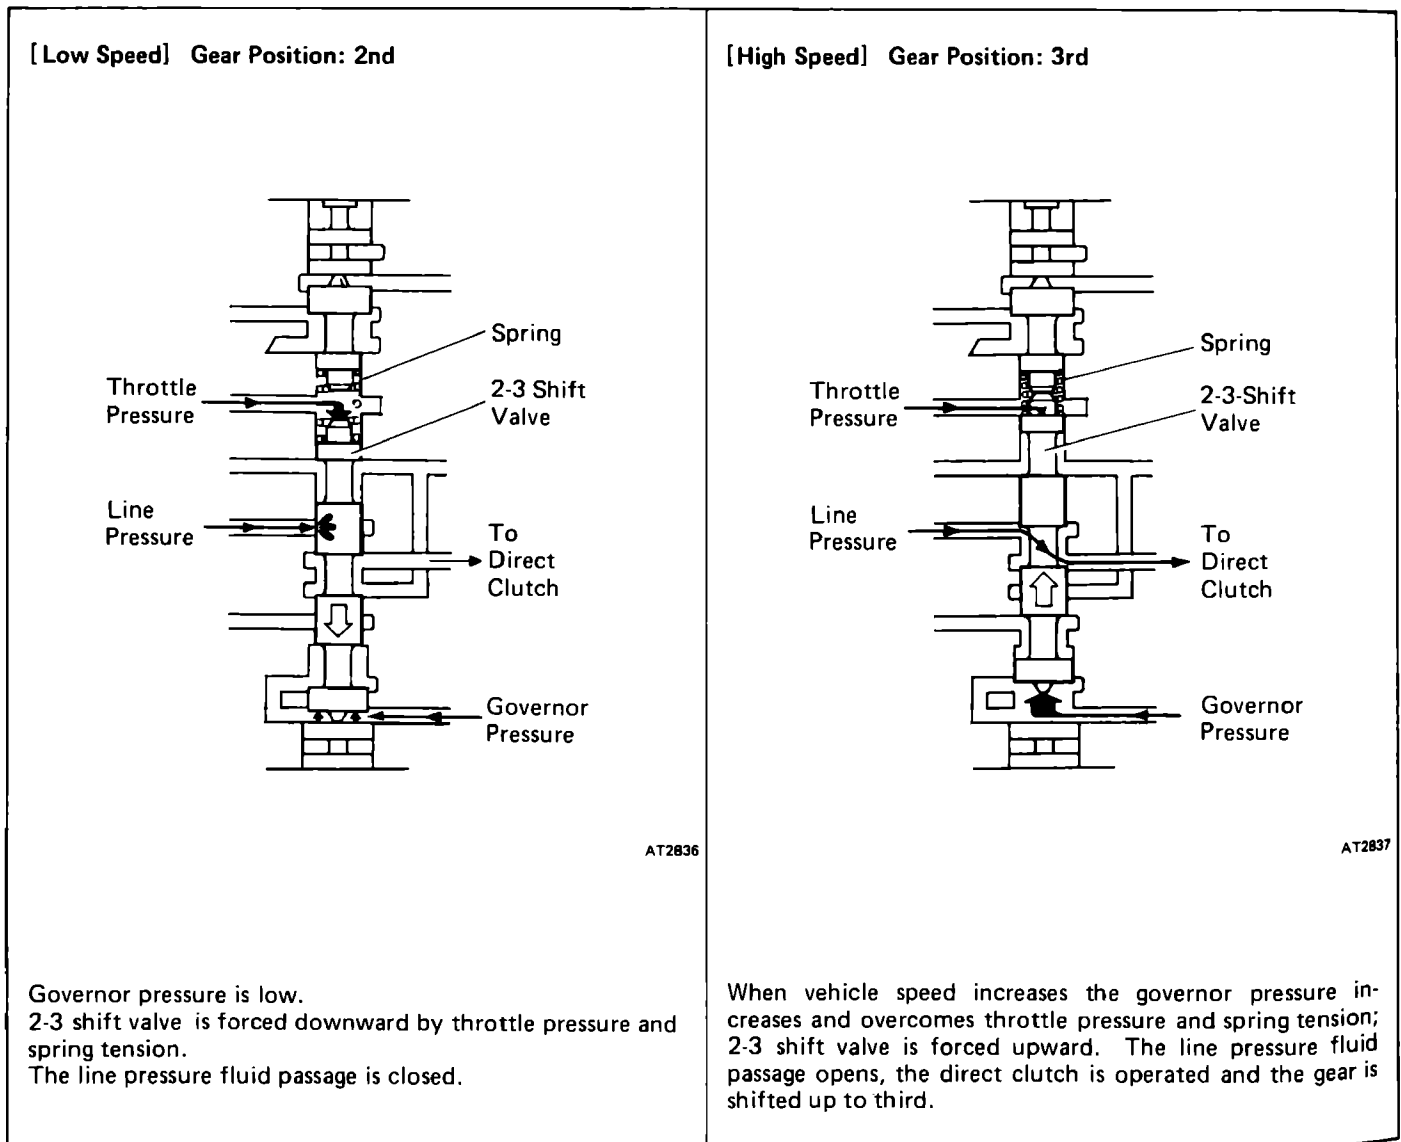 [Low Speed] Gear Position: 2nd
Spring
Throttle
Pressure
2-3 Shift
Valve
Line
Pressure
To
Direct
Clutch
Governor
Pressure
AT2836
Governor pressure is low.
2-3 shift valve is forced downward by throttle pressure and
spring tension.
The line pressure fluid passage is closed.
[High Speed] Gear Position: 3rd
Spring
Throttle
Pressure
2-3-Shift
Valve
Line
Pressure
To
Direct
Clutch
Governor
Pressure
AT2837
When vehicle speed increases the governor pressure in-
creases and overcomes throttle pressure and spring tension;
2-3 shift valve is forced upward. The line pressure fluid
passage opens, the direct clutch is operated and the gear is
shifted up to third.